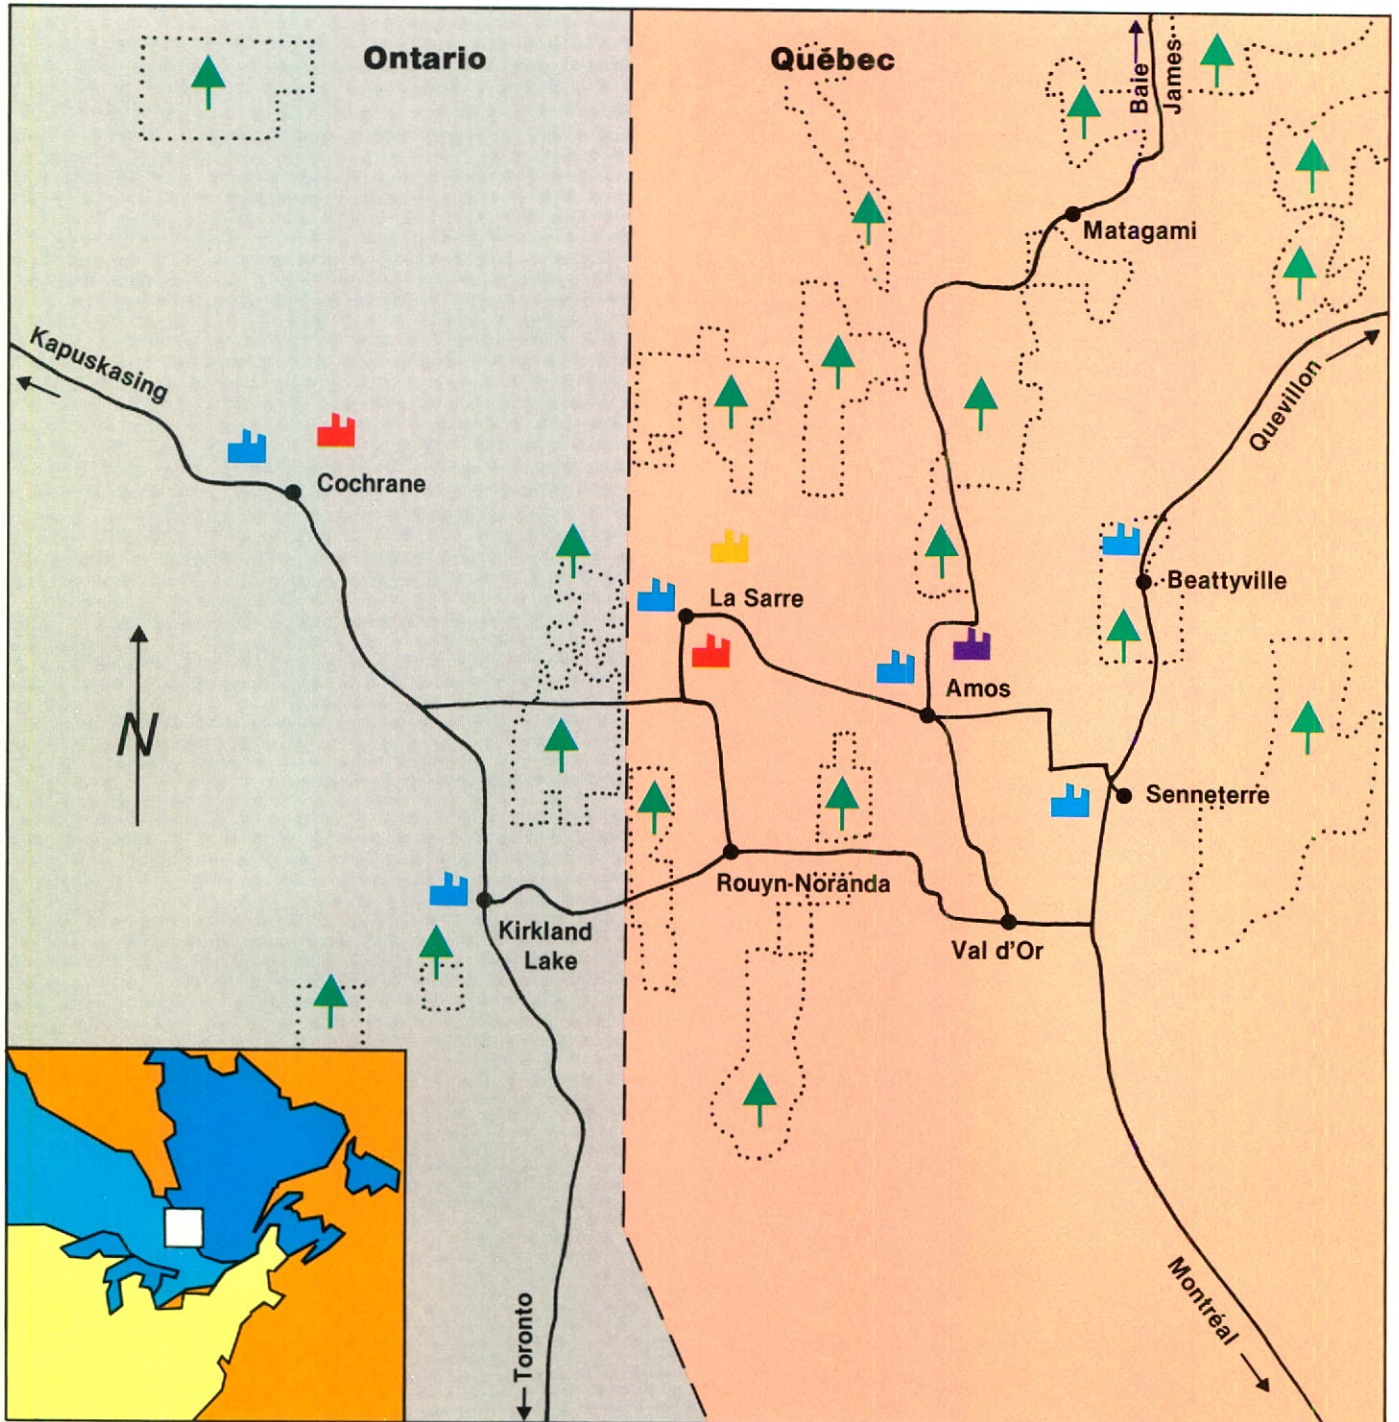 Ontario
Québec
Baie
James
Matagami
Kapuskasing
Quevillon
Cochrane
Beattyville
La Sarre
Amos
N
Senneterre
Rouyn-Noranda
Kirkland
Lake
Val d'Or
Toronto
Montréal